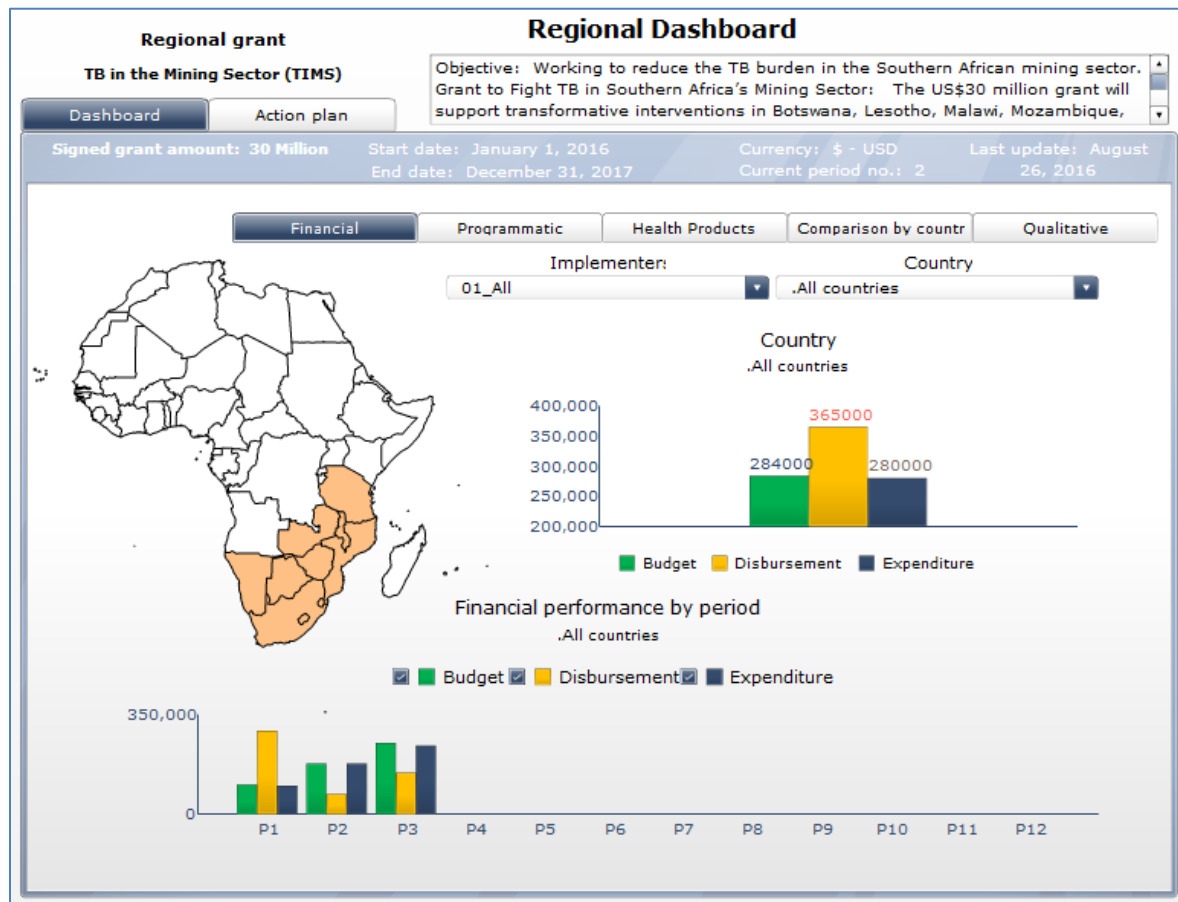 Regional grant
TB in the Mining Sector (TIMS)
Regional Dashboard
Objective: Working to reduce the TB burden in the Southern African mining sector.
Grant to Fight TB in Southern Africa's Mining Sector: The US$30 million grant will
support transformative interventions in Botswana, Lesotho, Malawi, Mozambique,
Dashboard
Action plan
Signed grant amount: 30 Million
Start date: January 1, 2016
End date: December 31, 2017
Currency: $ - USD
Current period no.: 2
Last update: August
26, 2016
Financial
Programmatic
Health Products
Comparison by countr
Qualitative
Implementer:
01_All
Country
.All countries
Country
.All countries
400,000
350,000
300,000
250,000
200,000
365000
284000
280000
Budget Disbursement Expenditure
Financial performance by period
.All countries
Budget Disbursement Expenditure
350,000
0
P1 P2 P3 P4 P5 P6 P7 P8 P9 P10 P11 P12